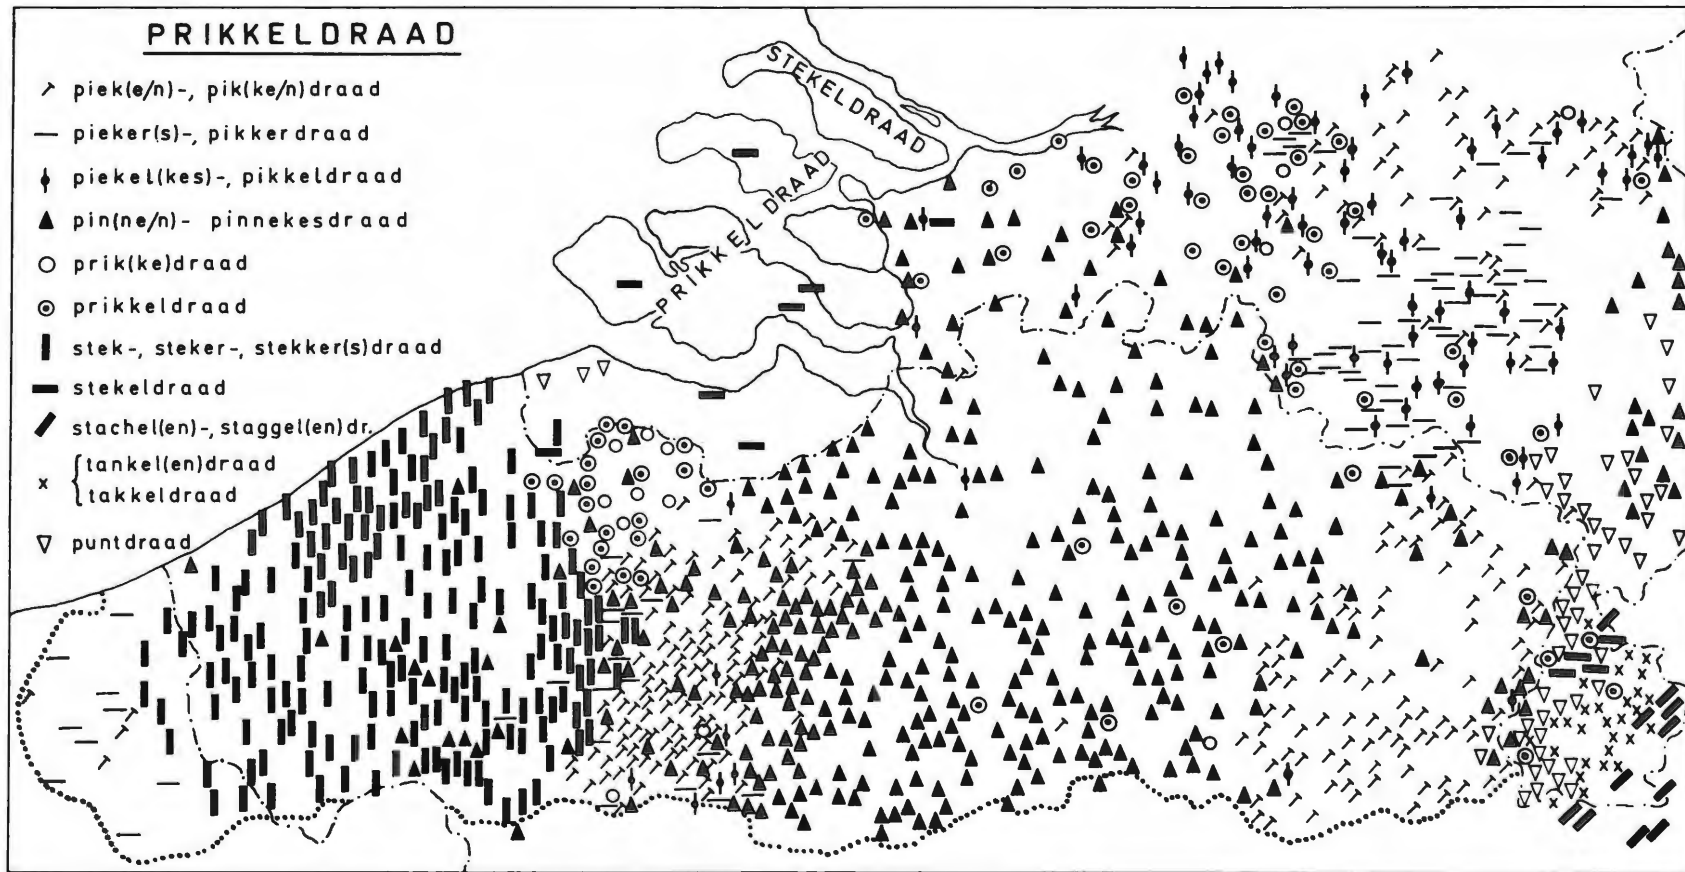 PRIKKELDRAAD
piek(e/n)-, pik(ke/n)draad
pieker(s)-, pikkerdraad
piekel(kes)-, pikkeldraad
pin(ne/n)- pinnekesdraad
prik(ke)draad
prikkeldraad
stek-, steker-, stekker(s)draad
stekeldraad
stachel(en)-, staggel(en)dr.
tankel(en)draad
takkeldraad
puntdraad
STEKELDRAAD
PRIKKELDRAAD